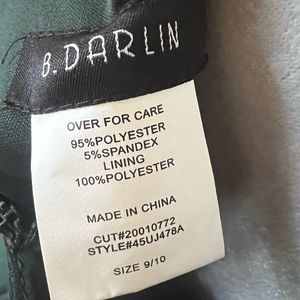 B.DARLIN
OVER FOR CARE
95%POLYESTER
5%SPANDEX
LINING
100%POLYESTER
MADE IN CHINA
CUT#20010772
STYLE#45UJ478A
SIZE 9/10